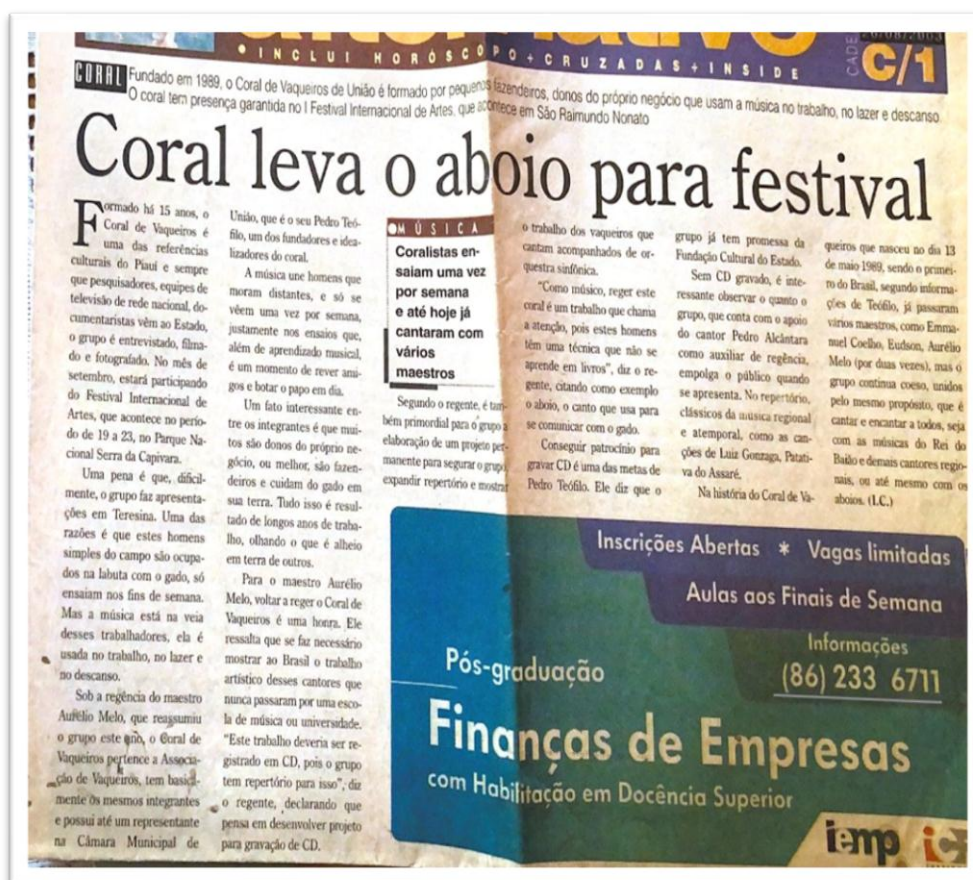 • INCLUI HORÓSCOPO + CRUZADAS + INSIDE
CADE
C/1
CORAL
Fundado em 1989, o Coral de Vaqueiros de União é formado por pequenos fazendeiros, donos do próprio negócio que usam a música no trabalho, no lazer e descanso.
O coral tem presença garantida no I Festival Internacional de Artes, que acontece em São Raimundo Nonato
Coral leva o aboio para festival
Formado há 15 anos, o
Coral de Vaqueiros é
uma das referências
culturais do Piauí e sempre
que pesquisadores, equipes de
televisão de rede nacional, do-
cumentaristas vêm ao Estado,
o grupo é entrevistado, filma-
do e fotografado. No mês de
setembro, estará participando
do Festival Internacional de
Artes, que acontece no perío-
do de 19 a 23, no Parque Na-
cional Serra da Capivara.
Uma pena é que, dificil-
mente, o grupo faz apresenta-
ções em Teresina. Uma das
razões é que estes homens
simples do campo são ocupa-
dos na labuta com o gado, só
ensaiam nos fins de semana.
Mas a música está na veia
desses trabalhadores, ela é
usada no trabalho, no lazer e
no descanso.
Sob a regência do maestro
Aurélio Melo, que reassumiu
o grupo este ano, o Coral de
Vaqueiros pertence a Associa-
ção de Vaqueiros, tem basica-
mente os mesmos integrantes
e possui até um representante
na Câmara Municipal de
União, que é o seu Pedro Teó-
filo, um dos fundadores e idea-
lizadores do coral.
A música une homens que
moram distantes, e só se
vêem uma vez por semana,
justamente nos ensaios que,
além de aprendizado musical,
é um momento de rever ami-
gos e botar o papo em dia.
Um fato interessante en-
tre os integrantes é que mui-
tos são donos do próprio ne-
gócio, ou melhor, são fazen-
deiros e cuidam do gado em
sua terra. Tudo isso é resul-
tado de longos anos de traba-
lho, olhando o que é alheio
em terra de outros.
Para o maestro Aurélio
Melo, voltar a reger o Coral de
Vaqueiros é uma honra. Ele
ressalta que se faz necessário
mostrar ao Brasil o trabalho
artístico desses cantores que
nunca passaram por uma esco-
la de música ou universidade.
"Este trabalho deveria ser re-
gistrado em CD, pois o grupo
tem repertório para isso", diz
o regente, declarando que
pensa em desenvolver projeto
para gravação de CD.
●MÚSICA
Coralistas en-
saiam uma vez
por semana
e até hoje já
cantaram com
vários
maestros
Segundo o regente, é tam-
bém primordial para o grupo a
elaboração de um projeto per-
manente para segurar o grupo,
expandir repertório e mostrar
o trabalho dos vaqueiros que
cantam acompanhados de or-
questra sinfônica.
"Como músico, reger este
coral é um trabalho que chama
a atenção, pois estes homens
têm uma técnica que não se
aprende em livros", diz o re-
gente, citando como exemplo
o aboio, o canto que usa para
se comunicar com o gado.
Conseguir patrocínio para
gravar CD é uma das metas de
Pedro Teófilo. Ele diz que o
grupo já tem promessa da
Fundação Cultural do Estado.
Sem CD gravado, é inte-
ressante observar o quanto o
grupo, que conta com o apoio
do cantor Pedro Alcântara
como auxiliar de regência,
empolga o público quando
se apresenta. No repertório,
clássicos da música regional
e atemporal, como as can-
ções de Luiz Gonzaga, Patati-
va do Assaré.
Na história do Coral de Va-
queiros que nasceu no dia 13
de maio 1989, sendo o primei-
ro do Brasil, segundo informa-
ções de Teófilo, já passaram
vários maestros, como Emma-
nuel Coelho, Eudson, Aurélio
Melo (por duas vezes), mas o
grupo continua coeso, unidos
pelo mesmo propósito, que é
cantar e encantar a todos, seja
com as músicas do Rei do
Baião e demais cantores regio-
nais, ou até mesmo com os
aboios. (I.C.)
Inscrições Abertas * Vagas limitadas
Aulas aos Finais de Semana
Informações
(86) 233 6711
Pós-graduação
Finanças de Empresas
com Habilitação em Docência Superior
iemp